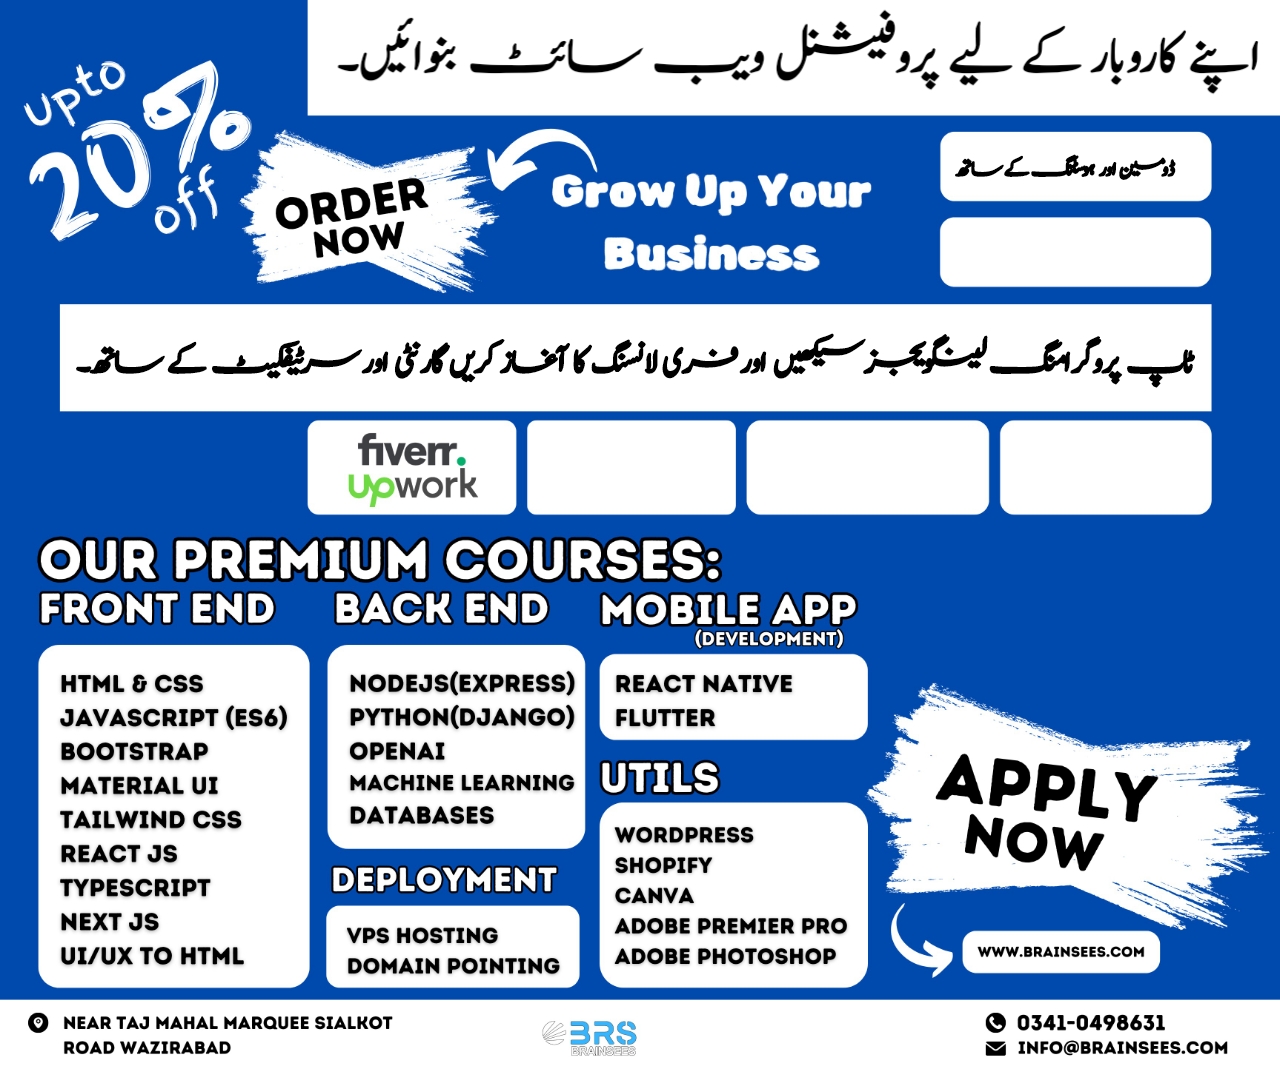 اپنے کاروبار کے لیے پروفیشنل ویب سائٹ بنوائیں۔
upto
20%
off
ORDER
NOW
Grow Up Your
Business
ڈومین اور ہوسٹنگ کے ساتھ
ٹاپ پروگرامنگ لینگویجز سیکھیں اور فری لانسنگ کا آغاز کریں گارنٹی اور سرٹیفکیٹ کے ساتھ۔
fiverr.
upwork
OUR PREMIUM COURSES:
FRONT END
HTML & CSS
JAVASCRIPT (ES6)
BOOTSTRAP
MATERIAL UI
TAILWIND CSS
REACT JS
TYPESCRIPT
NEXT JS
UI/UX TO HTML
BACK END
NODEJS(EXPRESS)
PYTHON(DJANGO)
OPENAI
MACHINE LEARNING
DATABASES
DEPLOYMENT
VPS HOSTING
DOMAIN POINTING
MOBILE APP
(DEVELOPMENT)
REACT NATIVE
FLUTTER
UTILS
WORDPRESS
SHOPIFY
CANVA
ADOBE PREMIER PRO
ADOBE PHOTOSHOP
APPLY
NOW
WWW.BRAINSEES.COM
NEAR TAJ MAHAL MARQUEE SIALKOT
ROAD WAZIRABAD
BRS
BRAINSEES
0341-0498631
INFO@BRAINSEES.COM